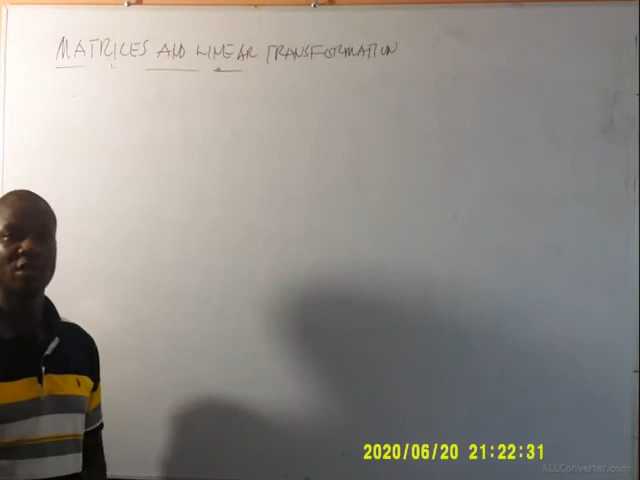 MATRICES AND LINEAR TRANSFORMATION
2020/06/20 21:22:31
ALLConverter.com